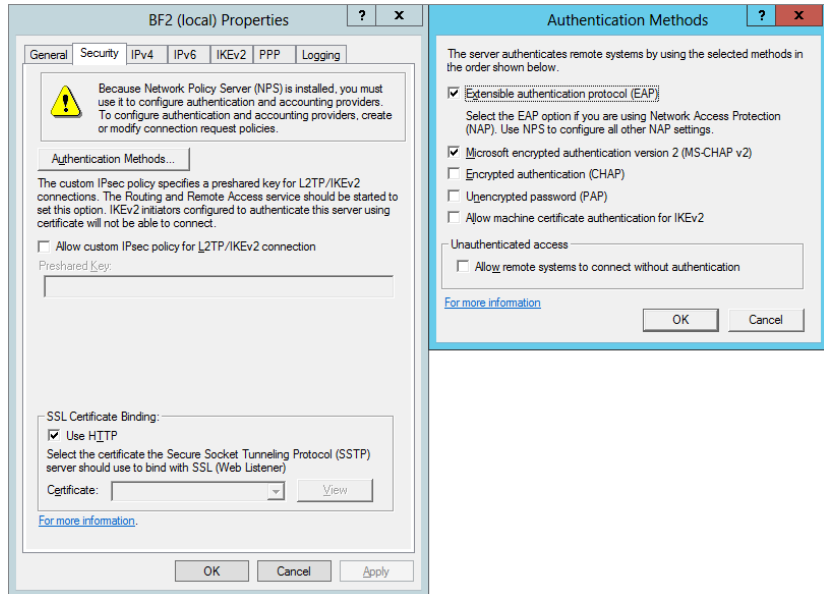 BF2 (local) Properties
?
x
General
Security
IPv4
IPv6
IKEv2
PPP
Logging
Because Network Policy Server (NPS) is installed, you must
use it to configure authentication and accounting providers.
To configure authentication and accounting providers, create
or modify connection request policies.
Authentication Methods...
The custom IPsec policy specifies a preshared key for L2TP/IKEv2
connections. The Routing and Remote Access service should be started to
set this option. IKEv2 initiators configured to authenticate this server using
certificate will not be able to connect.
Allow custom IPsec policy for L2TP/IKEv2 connection
Preshared Key:
SSL Certificate Binding:
Use HTTP
Select the certificate the Secure Socket Tunneling Protocol (SSTP)
server should use to bind with SSL (Web Listener)
Certificate:
View
For more information.
OK
Cancel
Apply
Authentication Methods
?
x
The server authenticates remote systems by using the selected methods in
the order shown below.
Extensible authentication protocol (EAP)
Select the EAP option if you are using Network Access Protection
(NAP). Use NPS to configure all other NAP settings.
Microsoft encrypted authentication version 2 (MS-CHAP v2)
Encrypted authentication (CHAP)
Unencrypted password (PAP)
Allow machine certificate authentication for IKEv2
Unauthenticated access
Allow remote systems to connect without authentication
For more information
OK
Cancel